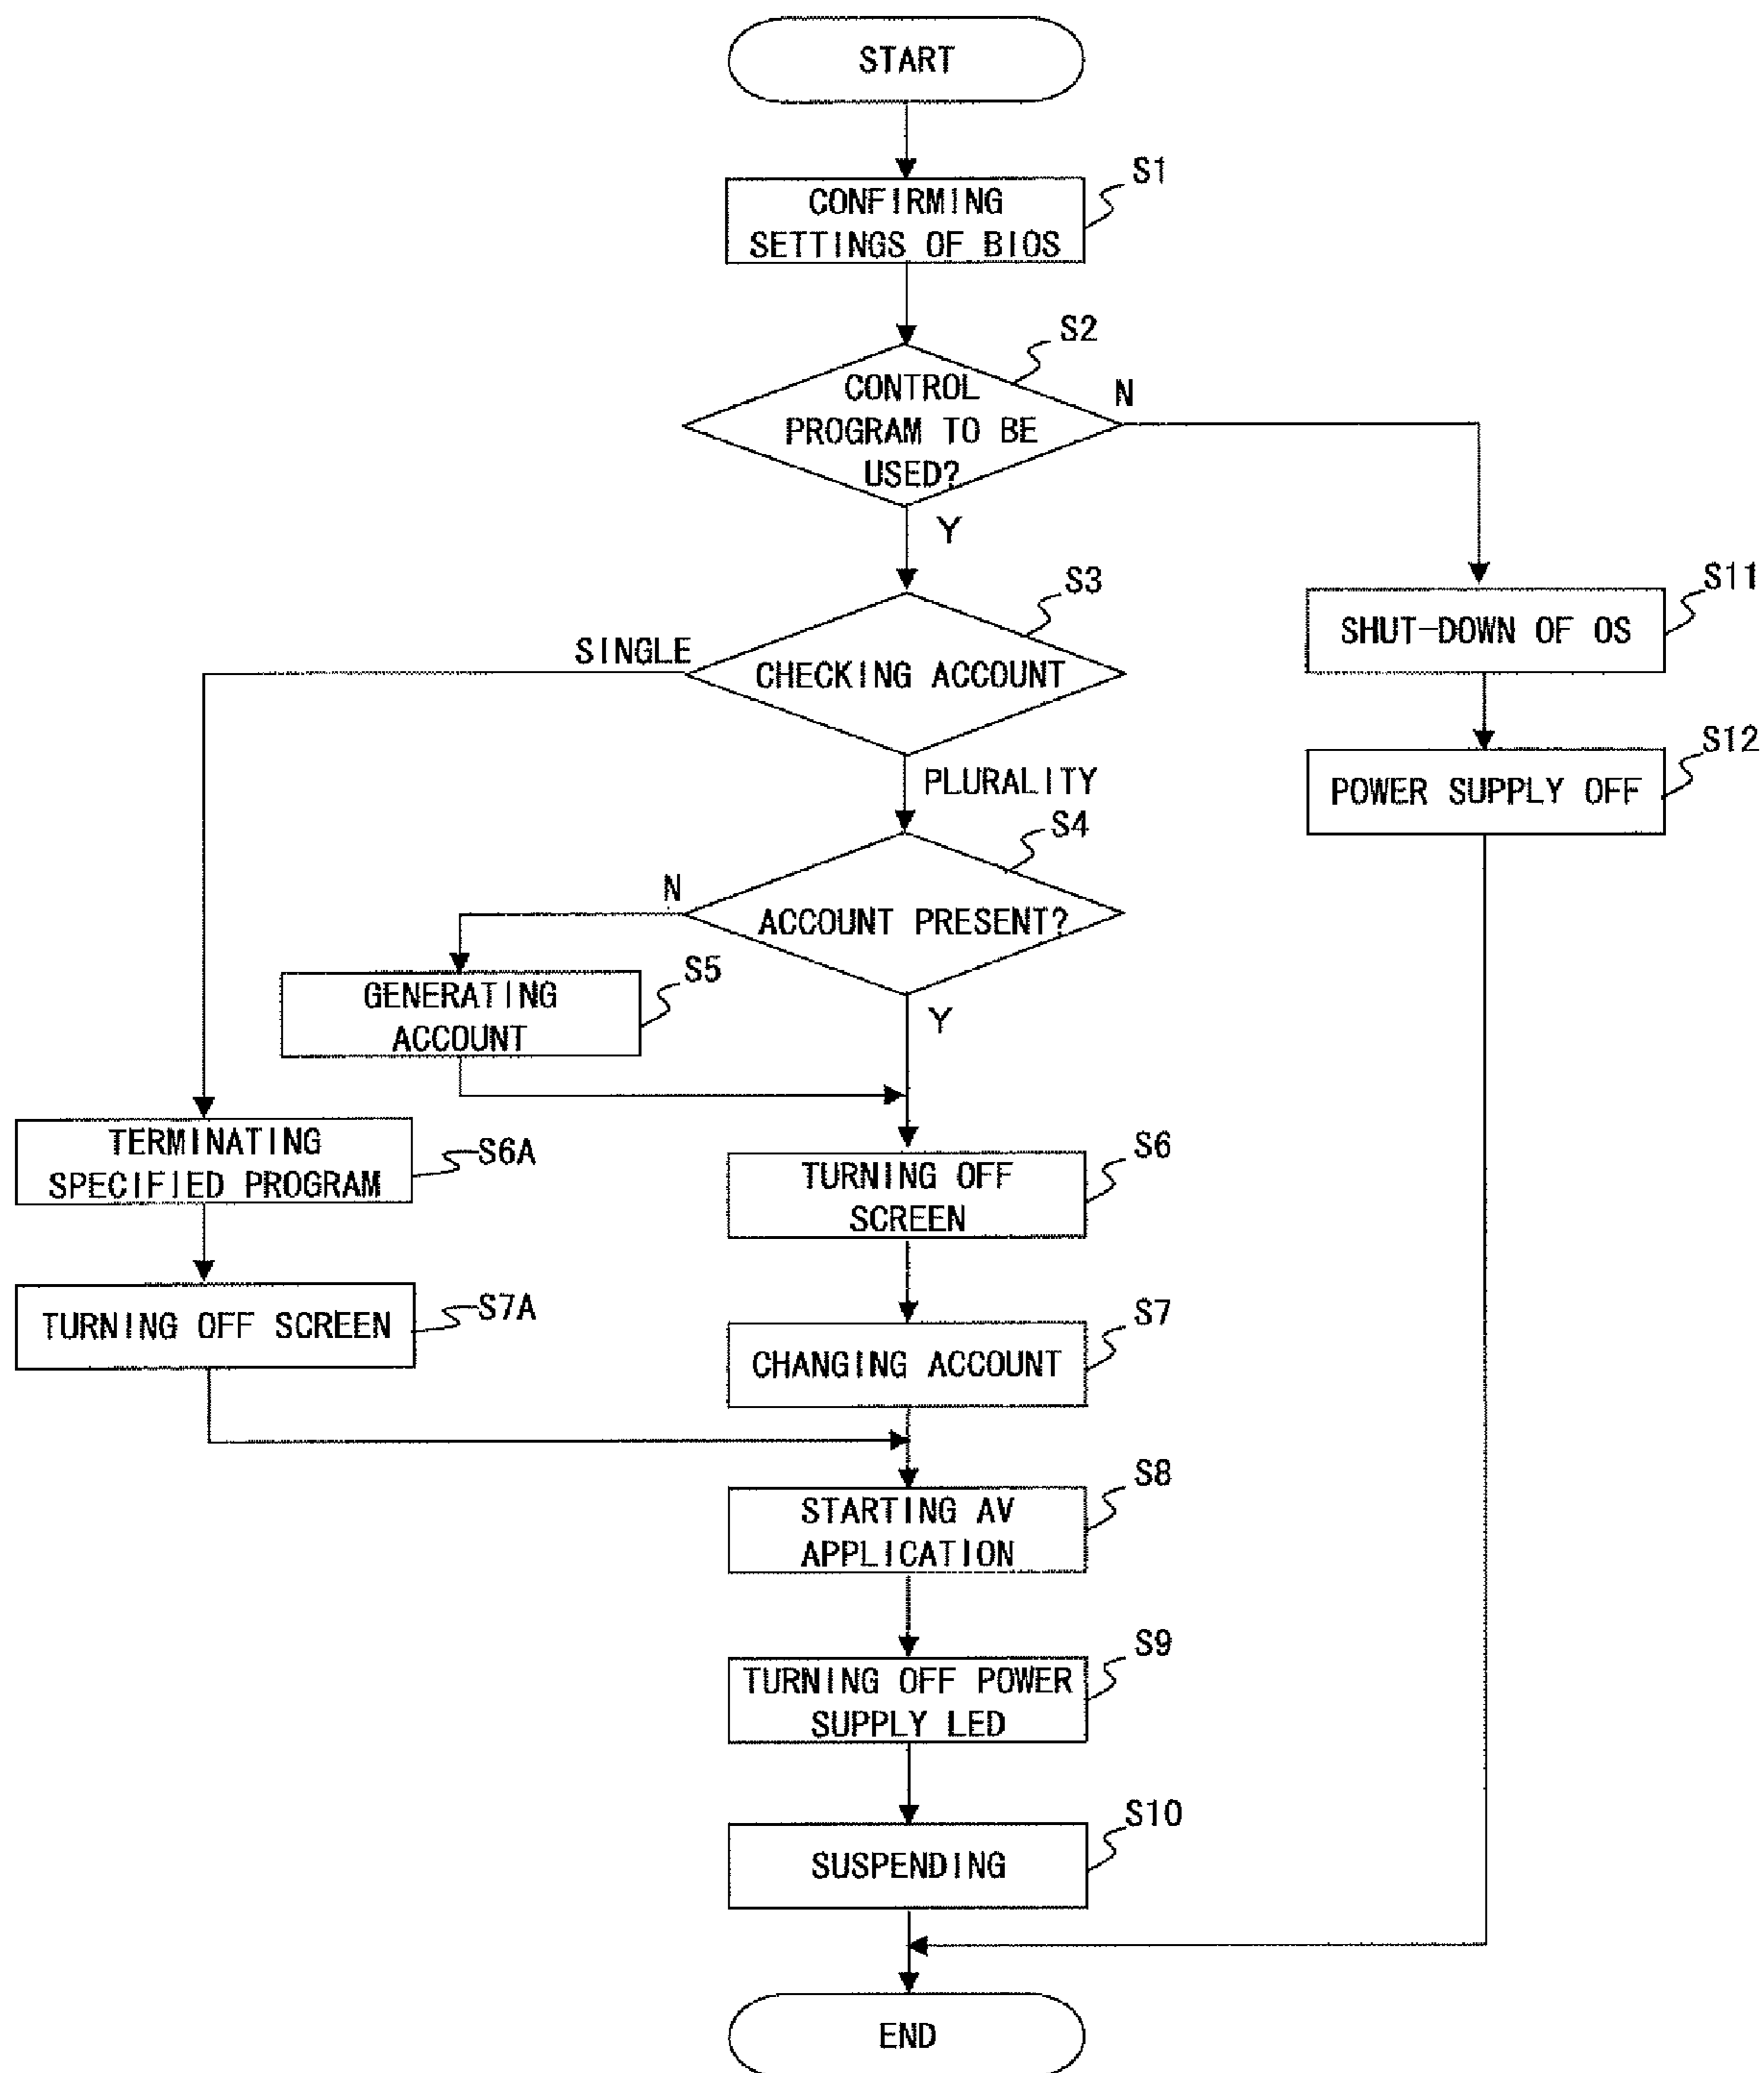 START
S1
CONFIRMING
SETTINGS OF BIOS
S2
CONTROL
PROGRAM TO BE
USED?
N
Y
S3
SINGLE
CHECKING ACCOUNT
S11
SHUT-DOWN OF OS
PLURALITY
S12
POWER SUPPLY OFF
S4
N
ACCOUNT PRESENT?
S5
GENERATING
ACCOUNT
Y
TERMINATING
SPECIFIED PROGRAM
S6A
S6
TURNING OFF
SCREEN
TURNING OFF SCREEN
S7A
S7
CHANGING ACCOUNT
S8
STARTING AV
APPLICATION
S9
TURNING OFF POWER
SUPPLY LED
S10
SUSPENDING
END